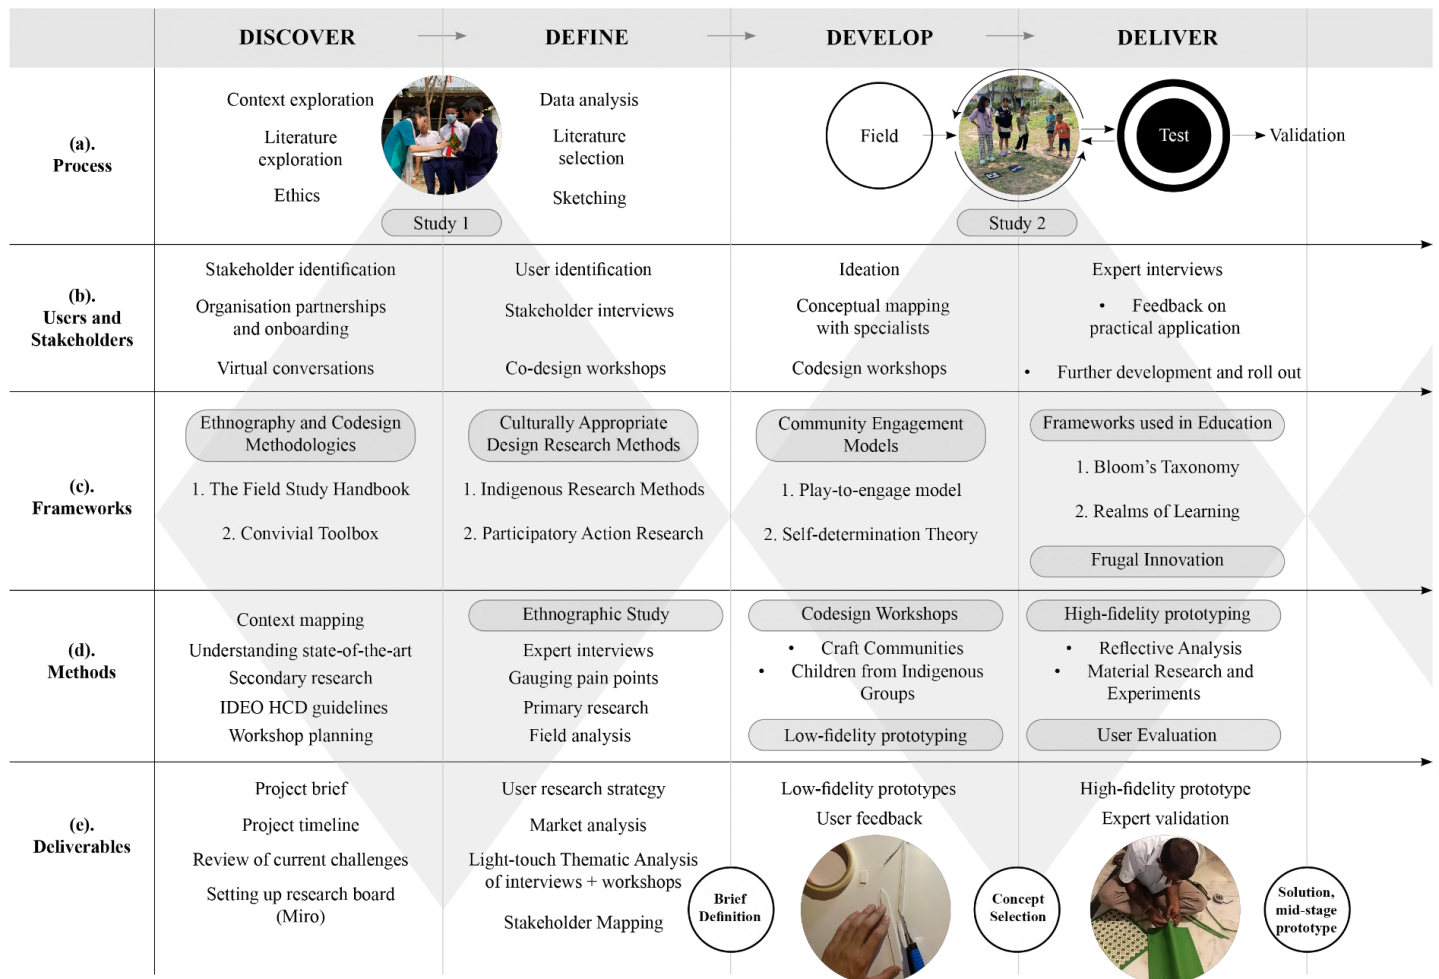 DISCOVER
DEFINE
DEVELOP
DELIVER
(a).
Process
Context exploration
Literature
exploration
Ethics
Study 1
Data analysis
Literature
selection
Sketching
Field
Study 2
Test
Validation
(b).
Users and
Stakeholders
Stakeholder identification
Organisation partnerships
and onboarding
Virtual conversations
User identification
Stakeholder interviews
Co-design workshops
Ideation
Conceptual mapping
with specialists
Codesign workshops
Expert interviews
• Feedback on
practical application
• Further development and roll out
(c).
Frameworks
Ethnography and Codesign
Methodologies
1. The Field Study Handbook
2. Convivial Toolbox
Culturally Appropriate
Design Research Methods
1. Indigenous Research Methods
2. Participatory Action Research
Community Engagement
Models
1. Play-to-engage model
2. Self-determination Theory
Frameworks used in Education
1. Bloom’s Taxonomy
2. Realms of Learning
Frugal Innovation
(d).
Methods
Context mapping
Understanding state-of-the-art
Secondary research
IDEO HCD guidelines
Workshop planning
Ethnographic Study
Expert interviews
Gauging pain points
Primary research
Field analysis
Codesign Workshops
• Craft Communities
• Children from Indigenous
Groups
Low-fidelity prototyping
High-fidelity prototyping
• Reflective Analysis
• Material Research and
Experiments
User Evaluation
(e).
Deliverables
Project brief
Project timeline
Review of current challenges
Setting up research board
(Miro)
User research strategy
Market analysis
Light-touch Thematic Analysis
of interviews + workshops
Stakeholder Mapping
Brief
Definition
Low-fidelity prototypes
User feedback
Concept
Selection
High-fidelity prototype
Expert validation
Solution,
mid-stage
prototype